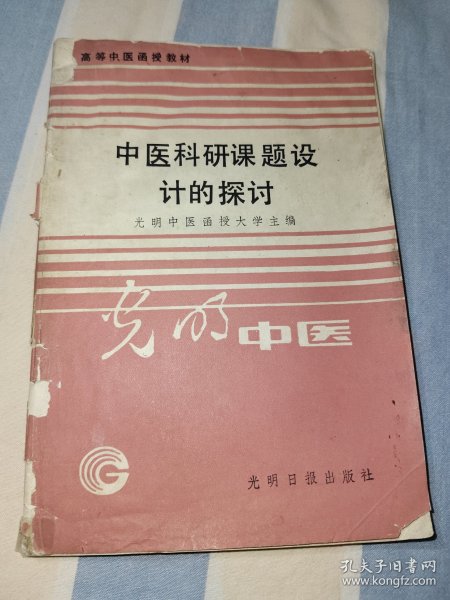 高等中医函授教材
中医科研课题设
计的探讨
光明中医函授大学主编
光明中医
光明日报出版社
孔夫子旧书网
www.kongfz.com